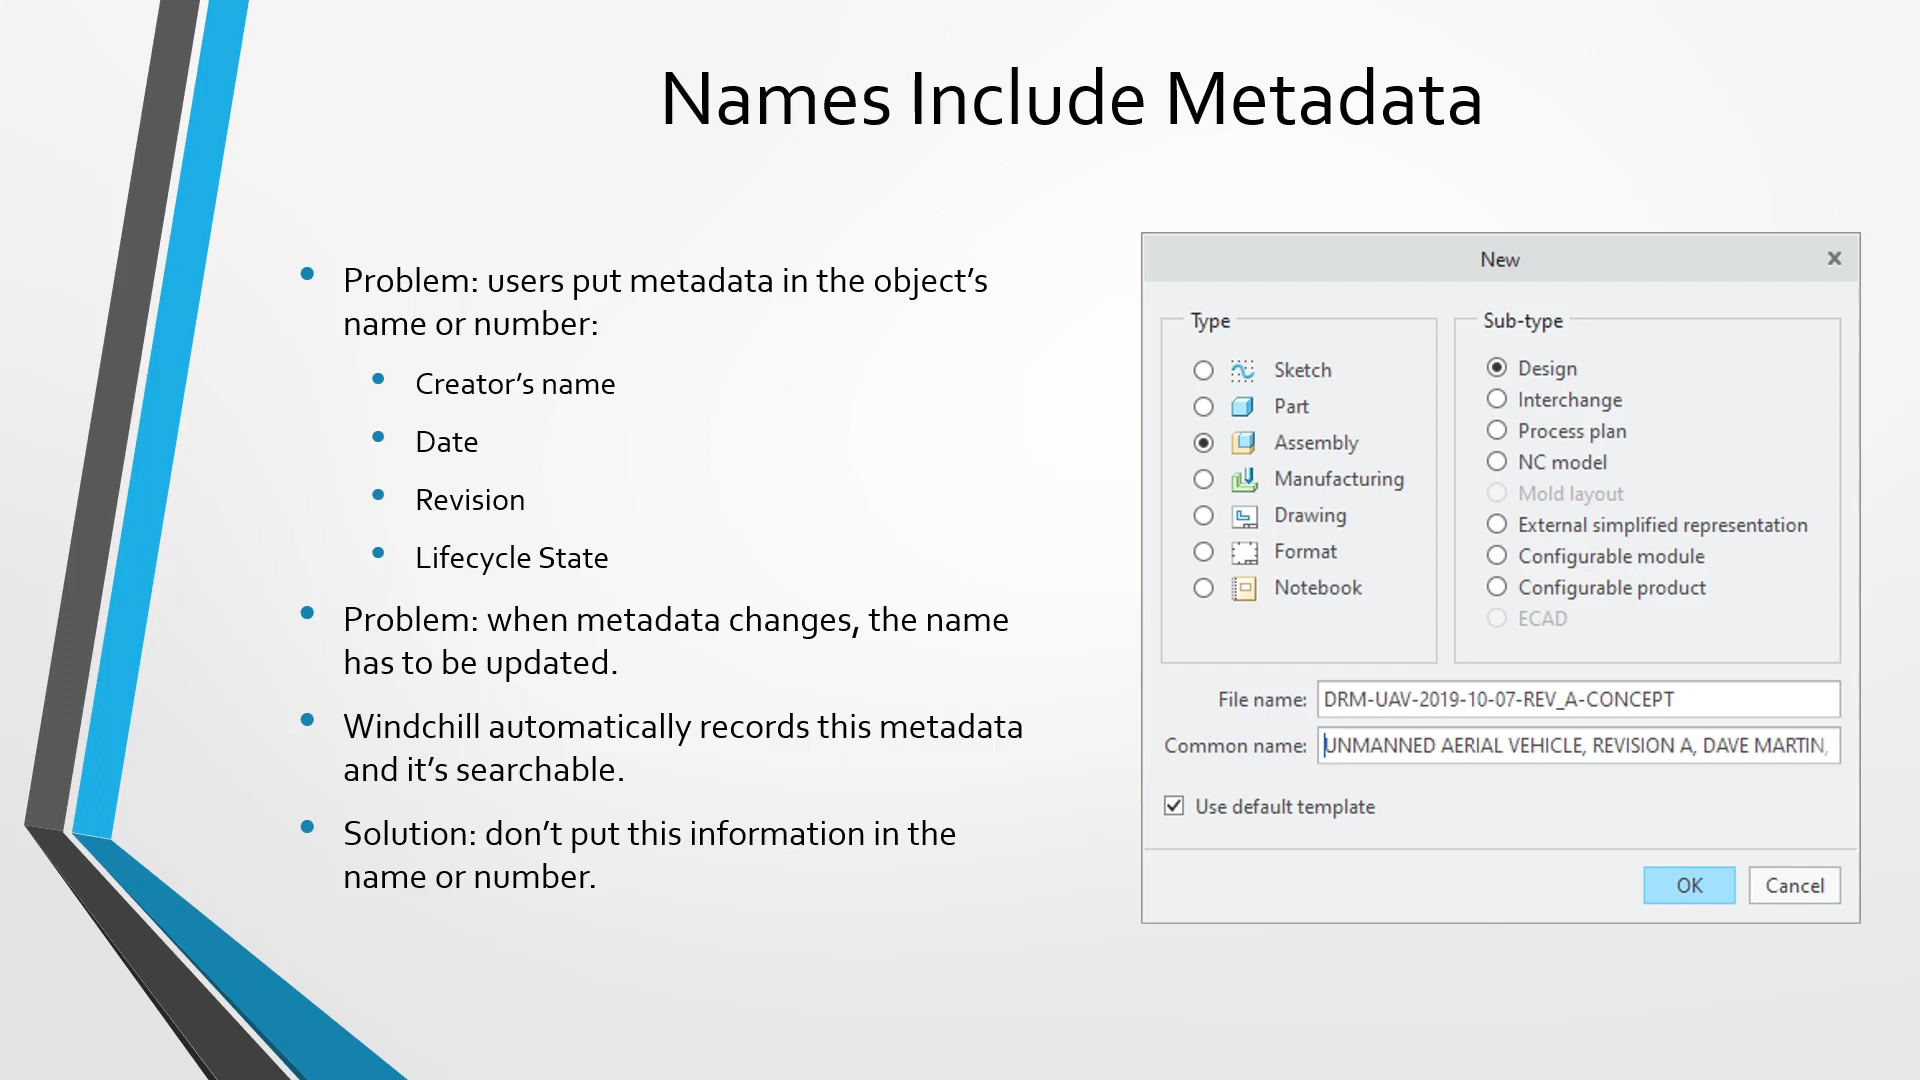 Names Include Metadata
Problem: users put metadata in the object's
name or number:
Creator's name
Date
Revision
Lifecycle State
Problem: when metadata changes, the name
has to be updated.
Windchill automatically records this metadata
and it's searchable.
Solution: don't put this information in the
name or number.
New
Type
Sketch
Part
Assembly
Manufacturing
Drawing
Format
Notebook
Sub-type
Design
Interchange
Process plan
NC model
Mold layout
External simplified representation
Configurable module
Configurable product
ECAD
File name: DRM-UAV-2019-10-07-REV_A-CONCEPT
Common name: UNMANNED AERIAL VEHICLE, REVISION A, DAVE MARTIN,
Use default template
OK Cancel